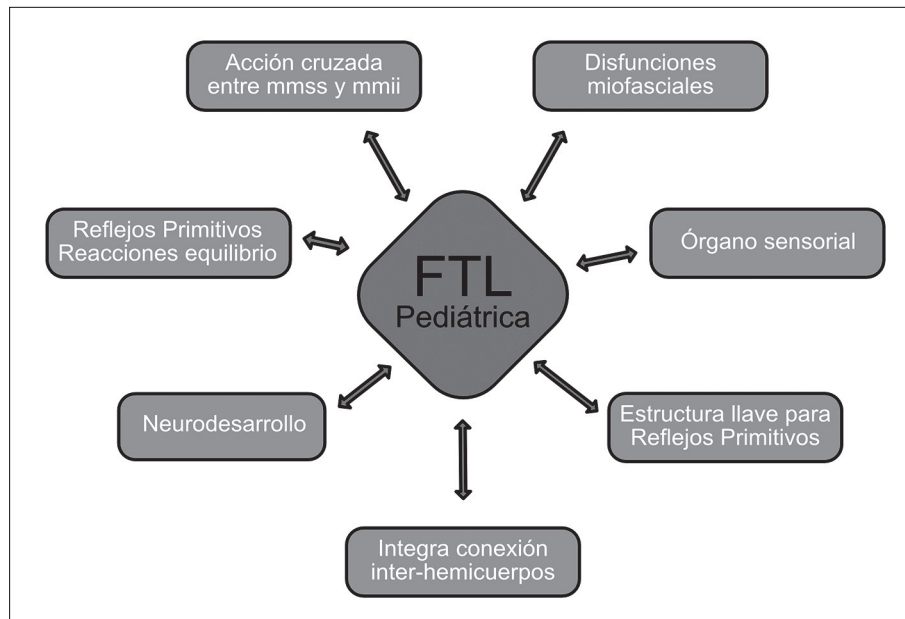 Acción cruzada
entre mmss y mmii
Disfunciones
miofasciales
Reflejos Primitivos
Reacciones equilibrio
FTL
Pediátrica
Órgano sensorial
Neurodesarrollo
Estructura llave para
Reflejos Primitivos
Integra conexión
inter-hemicuerpos